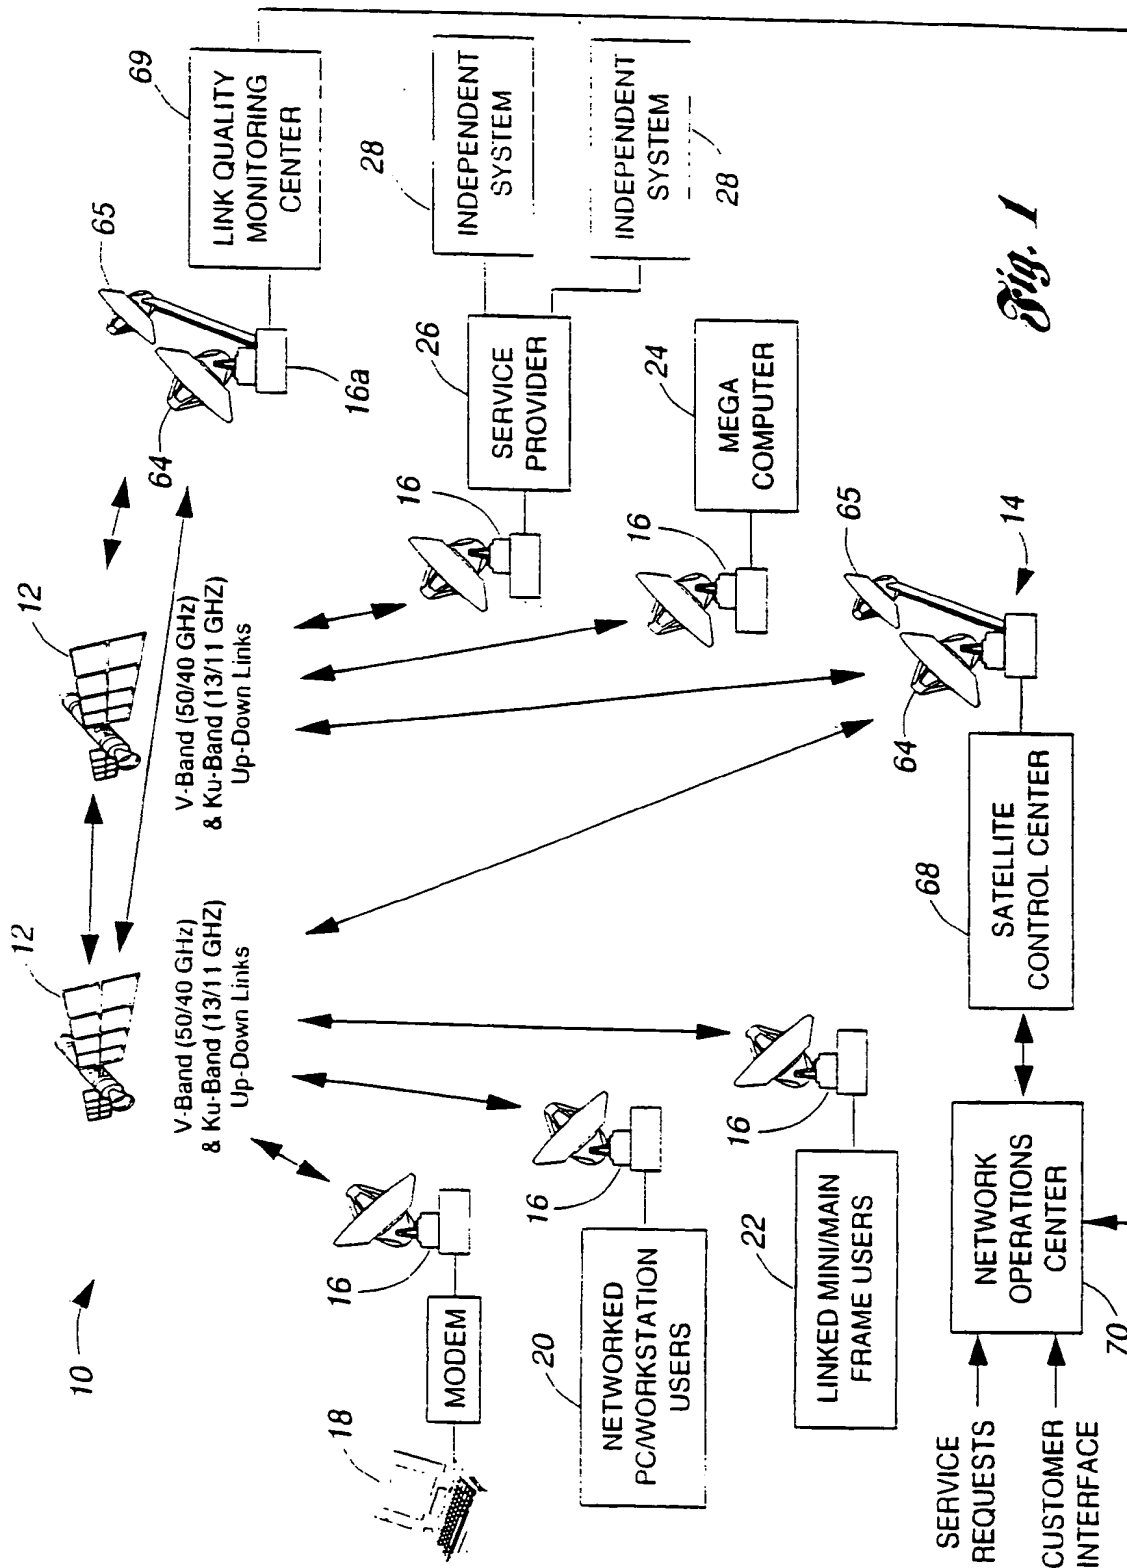 10
12
12
V-Band (50/40 GHz)
& Ku-Band (13/11 GHZ)
Up-Down Links
V-Band (50/40 GHz)
& Ku-Band (13/11 GHZ)
Up-Down Links
64
65
16a
69
LINK QUALITY
MONITORING
CENTER
18
MODEM
16
20
NETWORKED
PC/WORKSTATION
USERS
16
22
LINKED MINI/MAIN
FRAME USERS
16
16
26
SERVICE
PROVIDER
28
INDEPENDENT
SYSTEM
INDEPENDENT
SYSTEM
28
16
24
MEGA
COMPUTER
64
65
14
68
SATELLITE
CONTROL CENTER
NETWORK
OPERATIONS
CENTER
70
SERVICE
REQUESTS
CUSTOMER
INTERFACE
Fig. 1